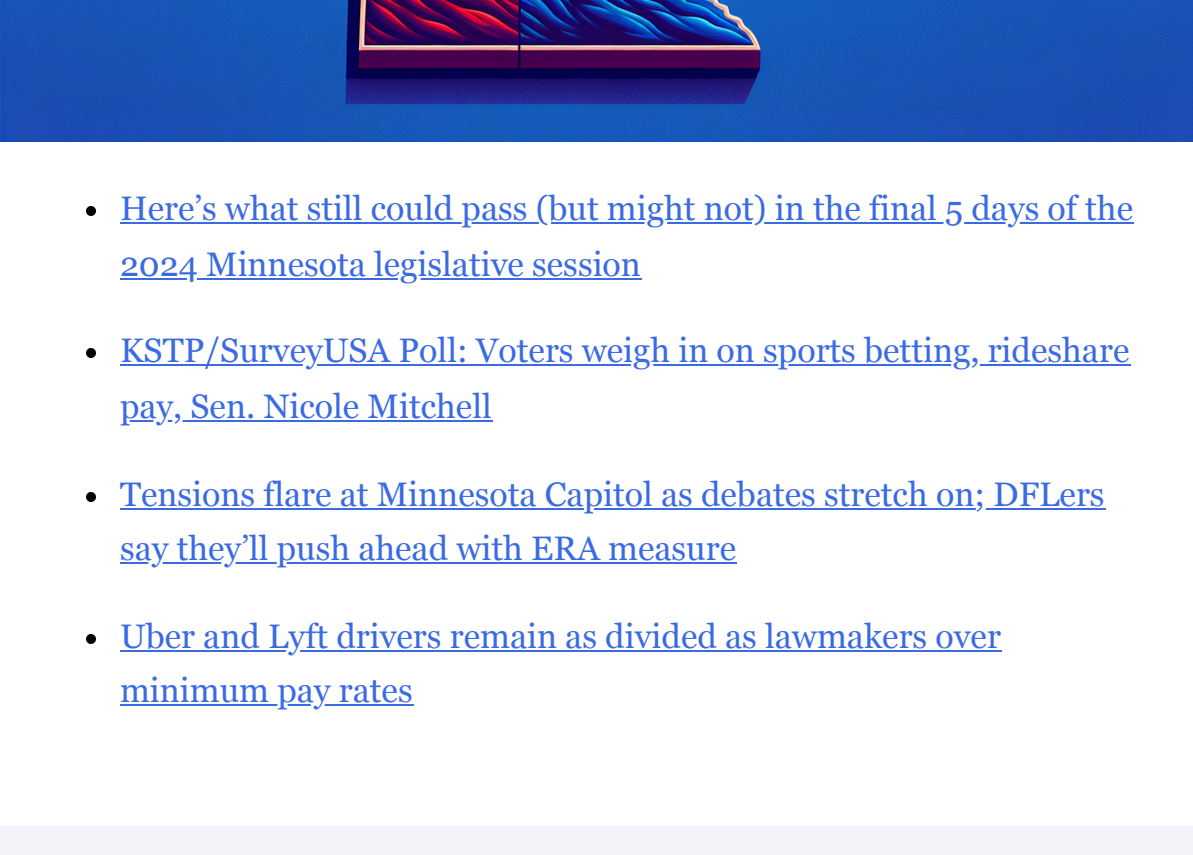 Here’s what still could pass (but might not) in the final 5 days of the
2024 Minnesota legislative session
KSTP/SurveyUSA Poll: Voters weigh in on sports betting, rideshare
pay, Sen. Nicole Mitchell
Tensions flare at Minnesota Capitol as debates stretch on; DFLers
say they’ll push ahead with ERA measure
Uber and Lyft drivers remain as divided as lawmakers over
minimum pay rates